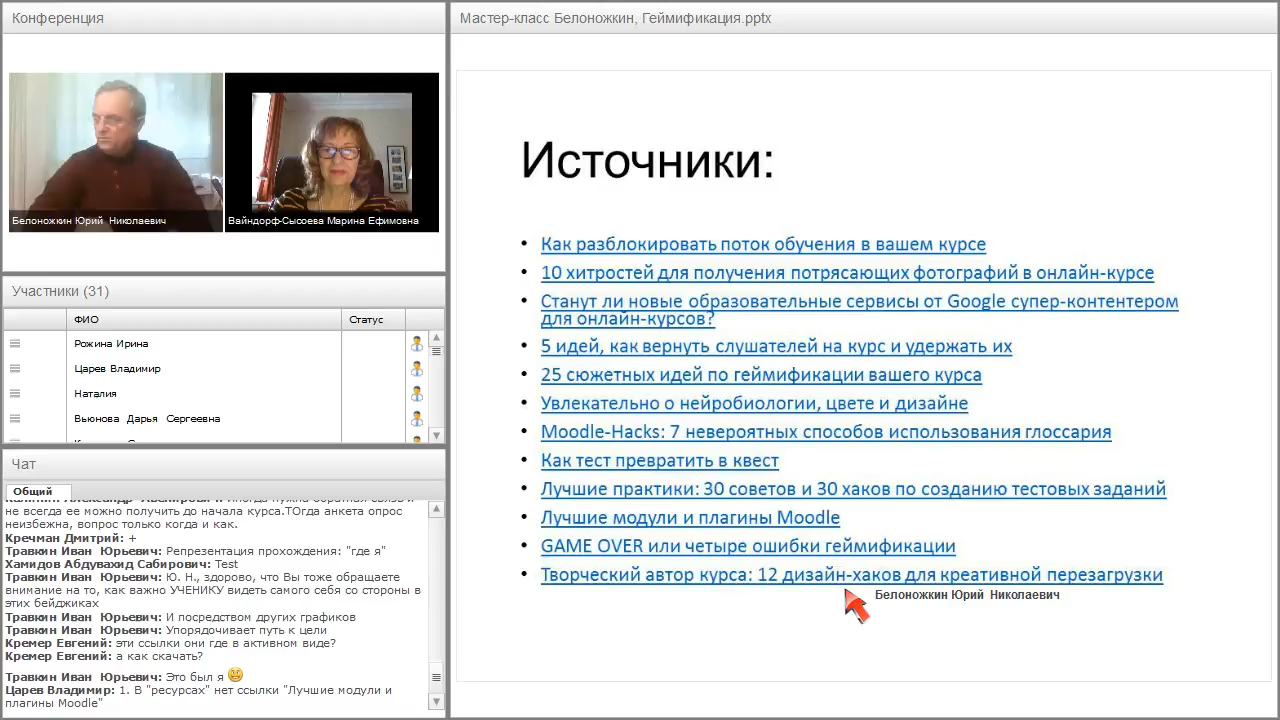 Конференция
Белоножкин Юрий Николаевич
Вайндорф-Сысоева Марина Ефимовна
Участники (31)
ФИО
Статус
Рожина Ирина
Царев Владимир
Наталия
Вьюнова Дарья Сергеевна
Чат
Общий
не всегда ее можно получить до начала курса.ТОгда анкета опрос
неизбежна, вопрос только когда и как.
Кречман Дмитрий: +
Травкин Иван Юрьевич: Репрезентация прохождения: "где я"
Хамидов Абдувахид Сабирович: Test
Травкин Иван Юрьевич: Ю. Н., здорово, что Вы тоже обращаете
внимание на то, как важно УЧЕНИКУ видеть самого себя со стороны в
этих бейджиках
Травкин Иван Юрьевич: И посредством других графиков
Травкин Иван Юрьевич: Упорядочивает путь к цели
Кремер Евгений: эти ссылки они где в активном виде?
Кремер Евгений: а как скачать?
Травкин Иван Юрьевич: Это был я
Царев Владимир: 1. В "ресурсах" нет ссылки "Лучшие модули и
плагины Moodle"
Мастер-класс Белоножкин, Геймификация.pptx
Источники:
• Как разблокировать поток обучения в вашем курсе
• 10 хитростей для получения потрясающих фотографий в онлайн-курсе
• Станут ли новые образовательные сервисы от Google супер-контентером
для онлайн-курсов?
• 5 идей, как вернуть слушателей на курс и удержать их
• 25 сюжетных идей по геймификации вашего курса
• Увлекательно о нейробиологии, цвете и дизайне
• Moodle-Hacks: 7 невероятных способов использования глоссария
• Как тест превратить в квест
• Лучшие практики: 30 советов и 30 хаков по созданию тестовых заданий
• Лучшие модули и плагины Moodle
• GAME OVER или четыре ошибки геймификации
• Творческий автор курса: 12 дизайн-хаков для креативной перезагрузки
Белоножкин Юрий Николаевич